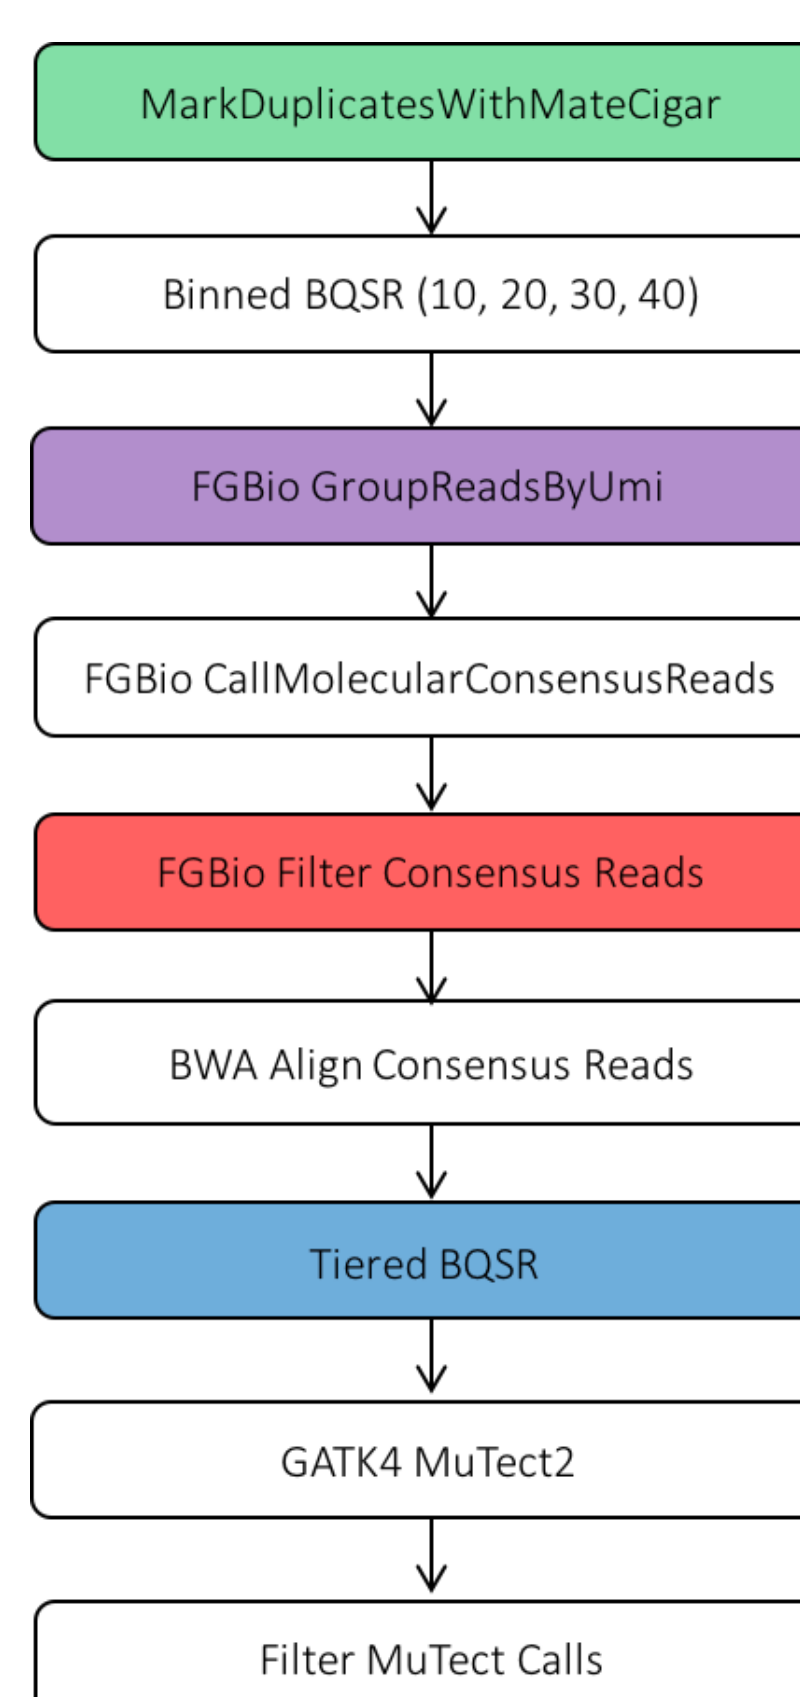 MarkDuplicatesWithMateCigar
Binned BQSR (10, 20, 30, 40)
FGBio GroupReadsByUmi
FGBio CallMolecularConsensusReads
FGBio Filter Consensus Reads
BWA Align Consensus Reads
Tiered BQSR
GATK4 MuTect2
Filter MuTect Calls